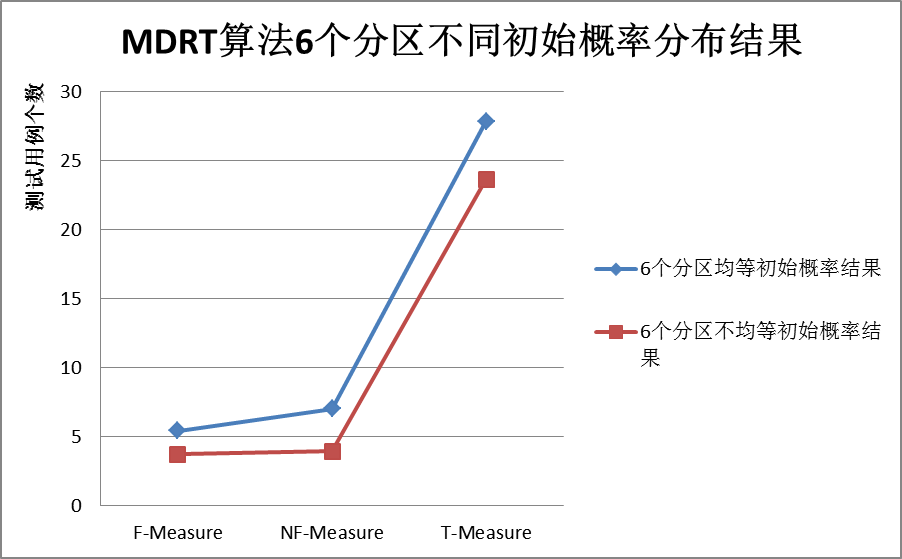 MDRT算法6个分区不同初始概率分布结果
测试用例个数
30
25
20
15
10
5
0
F-Measure
NF-Measure
T-Measure
6个分区均等初始概率结果
6个分区不均等初始概率结
果